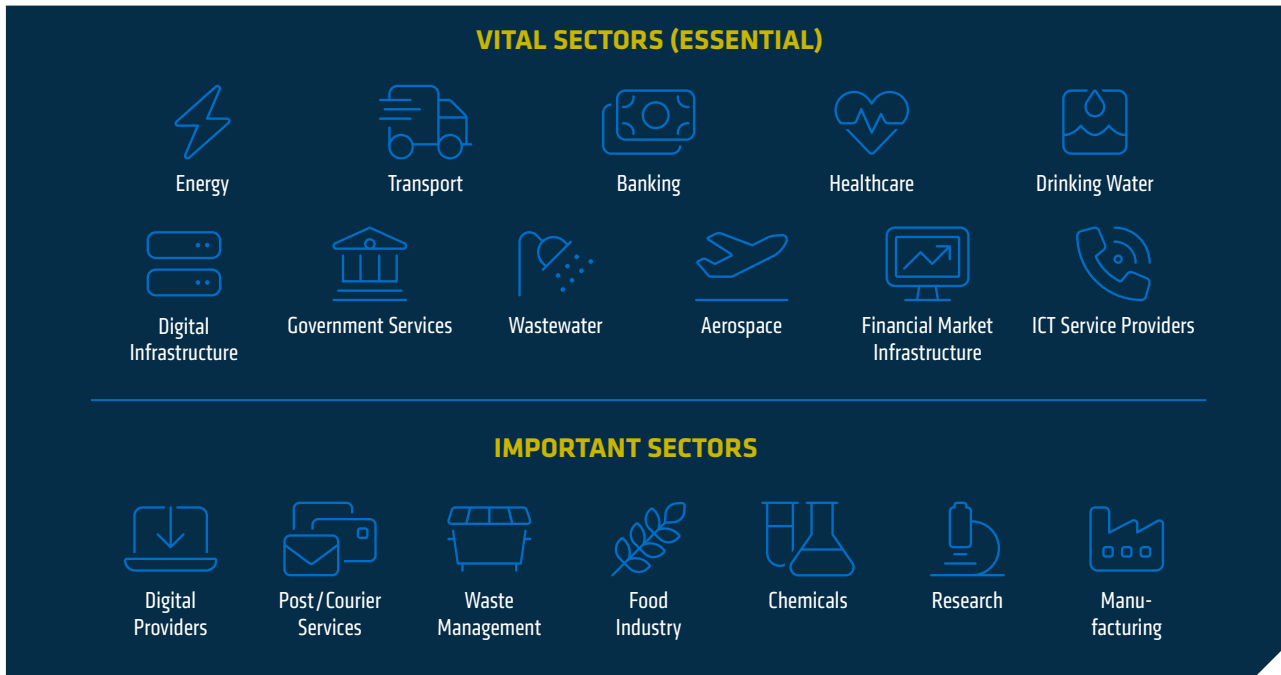 VITAL SECTORS (ESSENTIAL)
Energy
Transport
Banking
Healthcare
Drinking Water
Digital
Infrastructure
Government Services
Wastewater
Aerospace
Financial Market
Infrastructure
ICT Service Providers
IMPORTANT SECTORS
Digital
Providers
Post/Courier
Services
Waste
Management
Food
Industry
Chemicals
Research
Manu-
facturing